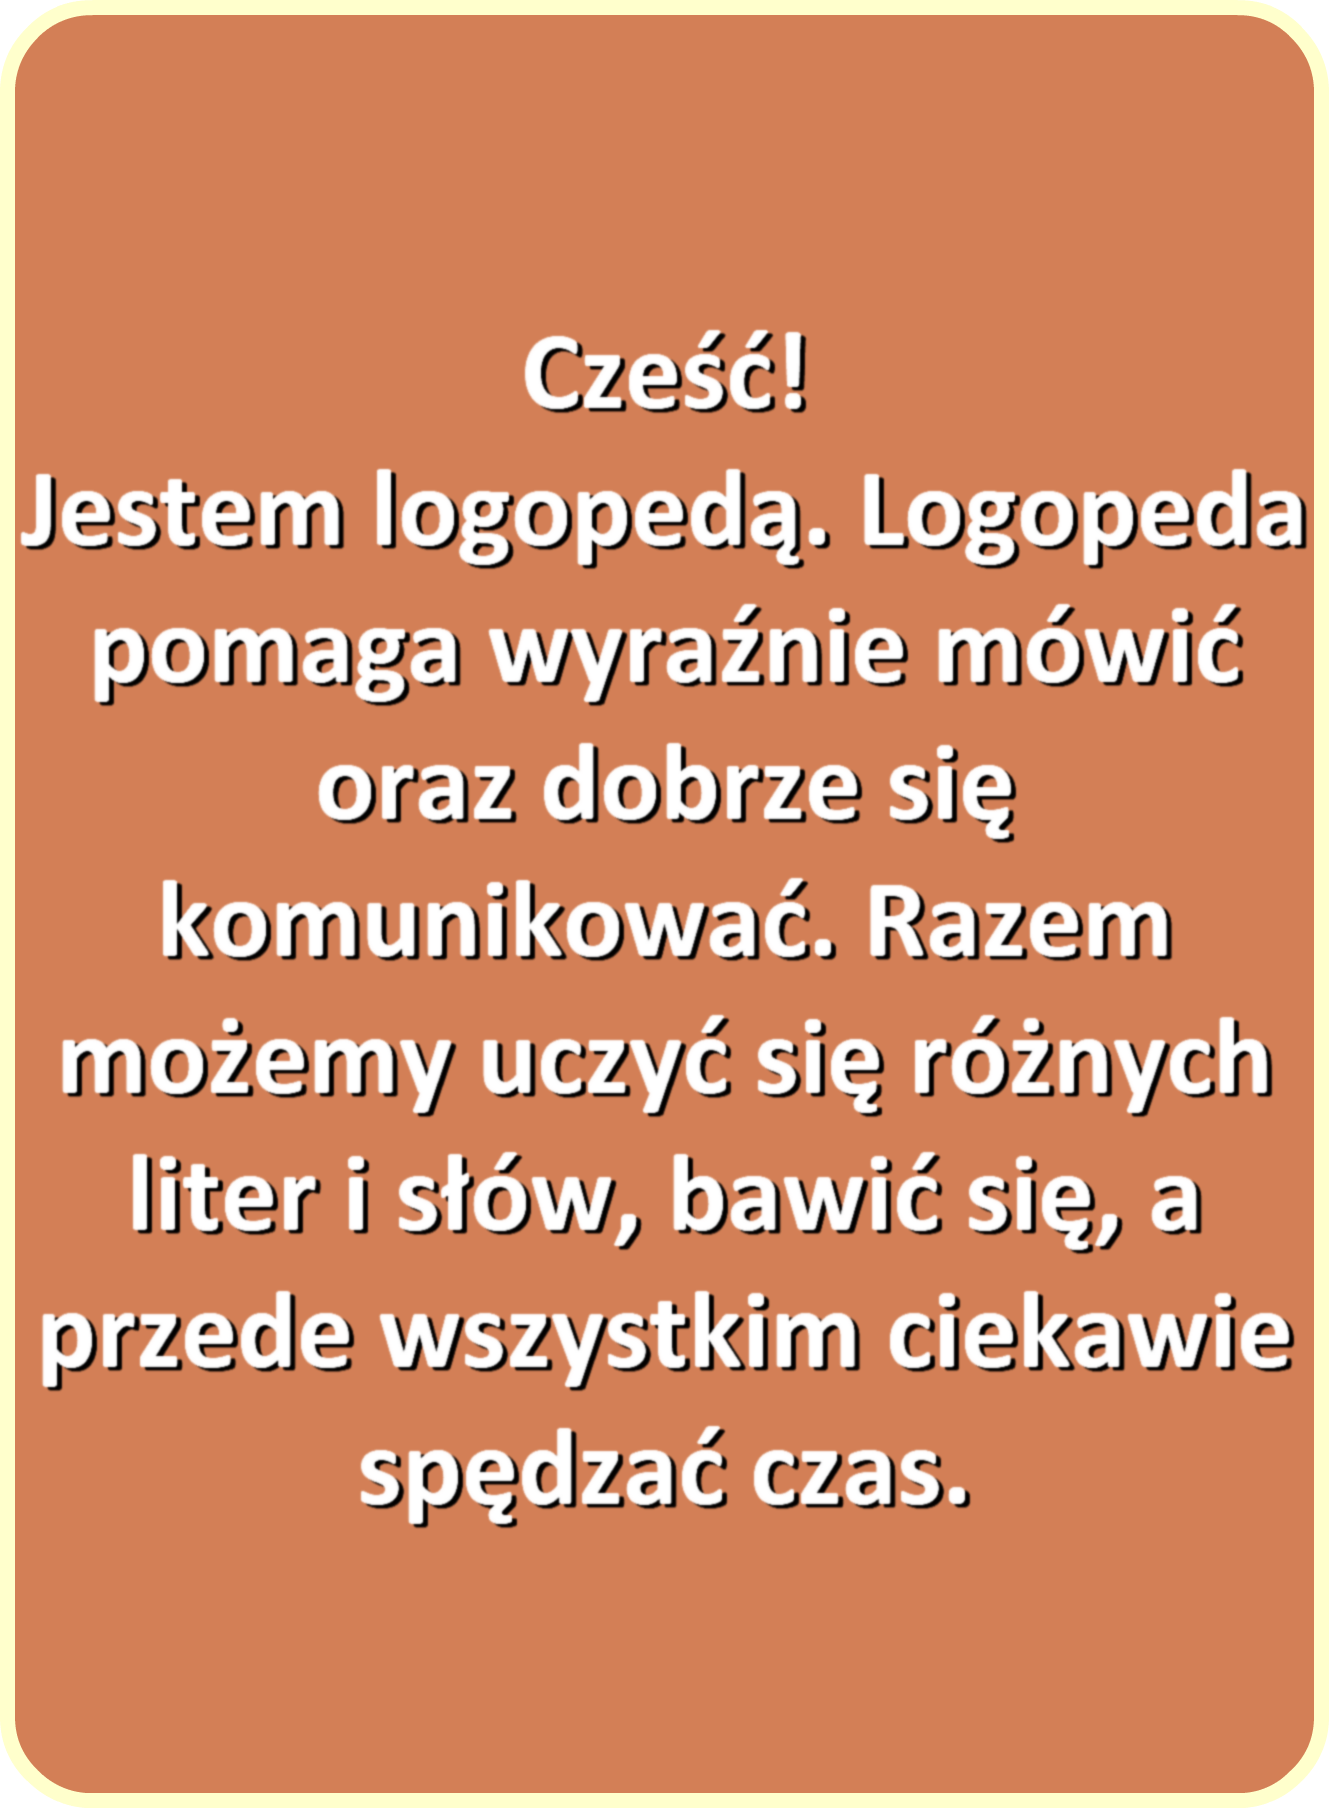 Cześć!
Jestem logopedą. Logopeda
pomaga wyraźnie mówić
oraz dobrze się
komunikować. Razem
możemy uczyć się różnych
liter i słów, bawić się, a
przede wszystkim ciekawie
spędzać czas.